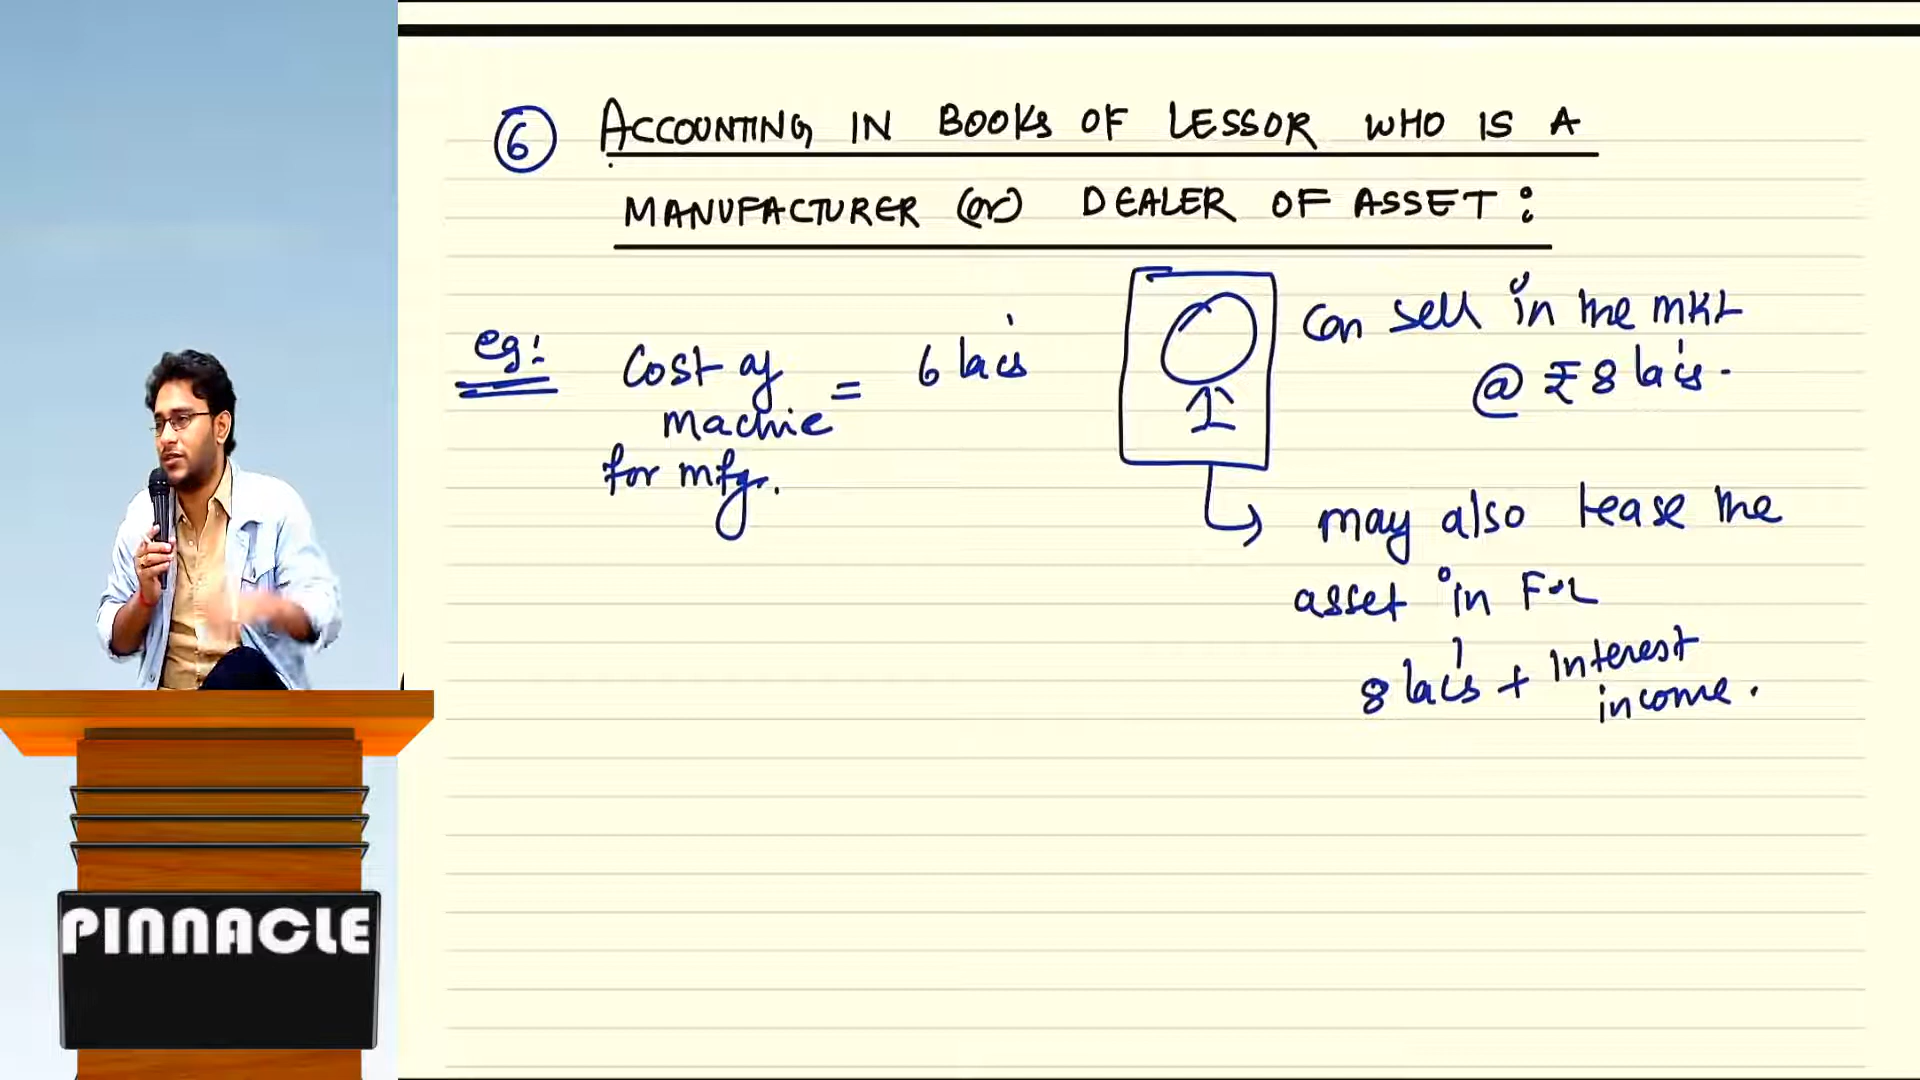 6 ACCOUNTING IN BOOKS OF LESSOR WHO IS A
MANUFACTURER (or) DEALER OF ASSET :
eg:
Cost of = 6 lacs
machie
for mfg.
can sell in the mkt
@ ₹ 8 lacs.
may also lease the
asset in F.L
8 lacs + Interest
income.
PINNACLE